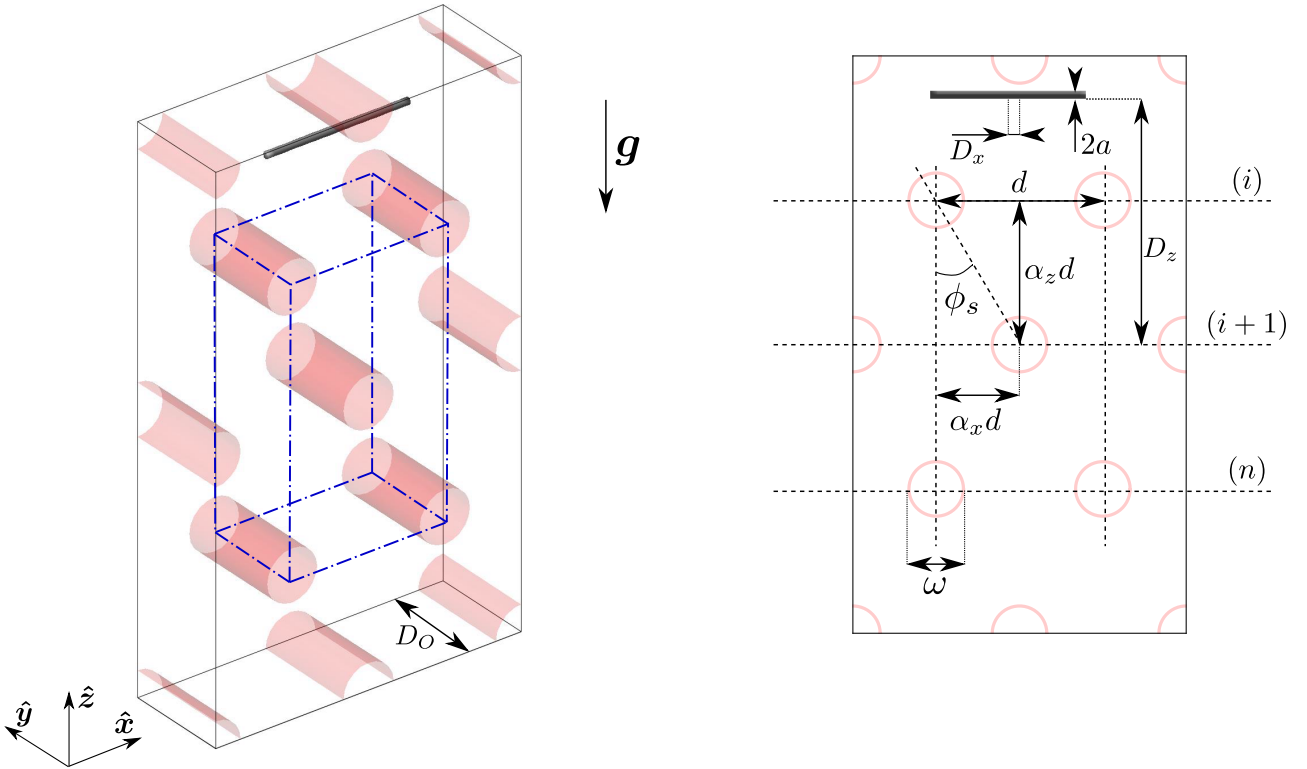 g
D_O
ẑ
ŷ
x̂
D_x
2a
(i)
d
D_z
α_z d
ϕ_s
(i + 1)
α_x d
(n)
ω